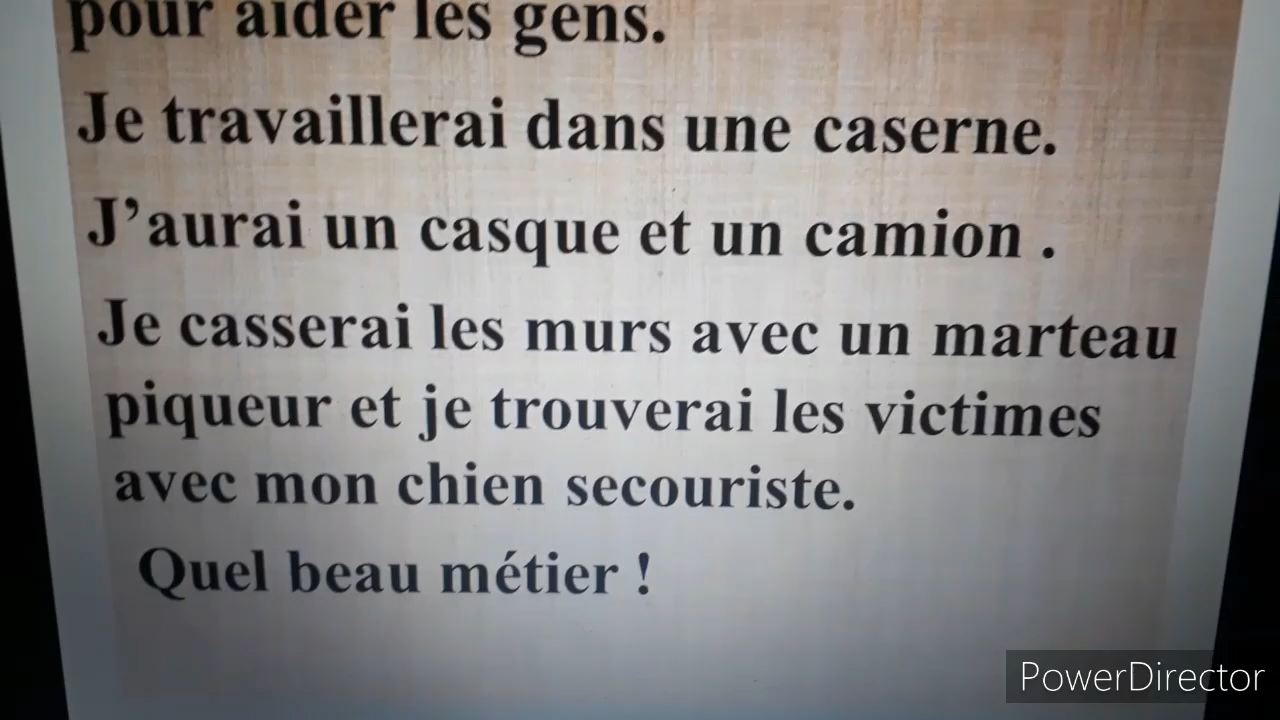 pour aider les gens.
Je travaillerai dans une caserne.
J’aurai un casque et un camion .
Je casserai les murs avec un marteau
piqueur et je trouverai les victimes
avec mon chien secouriste.
Quel beau métier !
PowerDirector